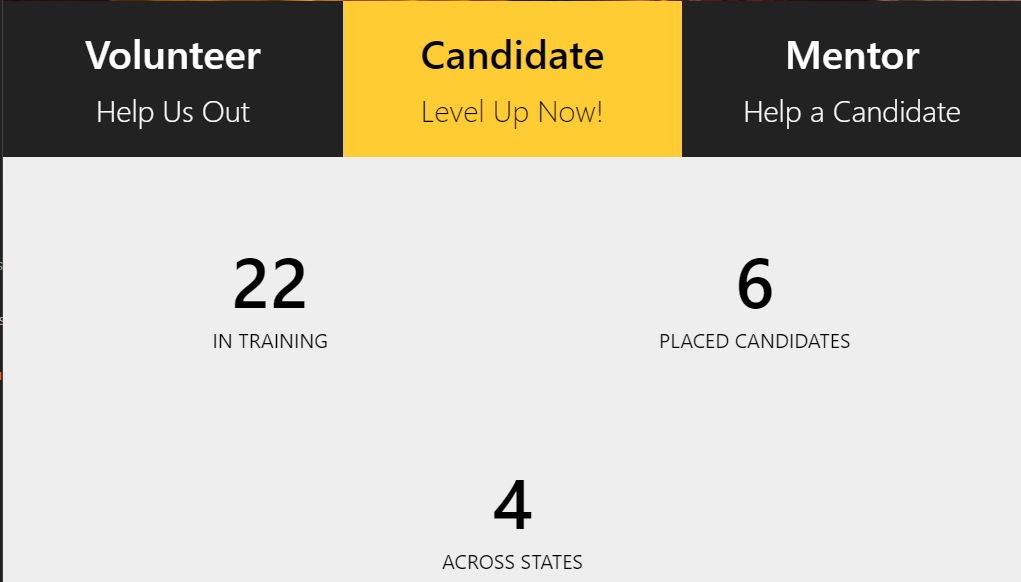 Volunteer
Help Us Out
Candidate
Level Up Now!
Mentor
Help a Candidate
22
IN TRAINING
6
PLACED CANDIDATES
4
ACROSS STATES